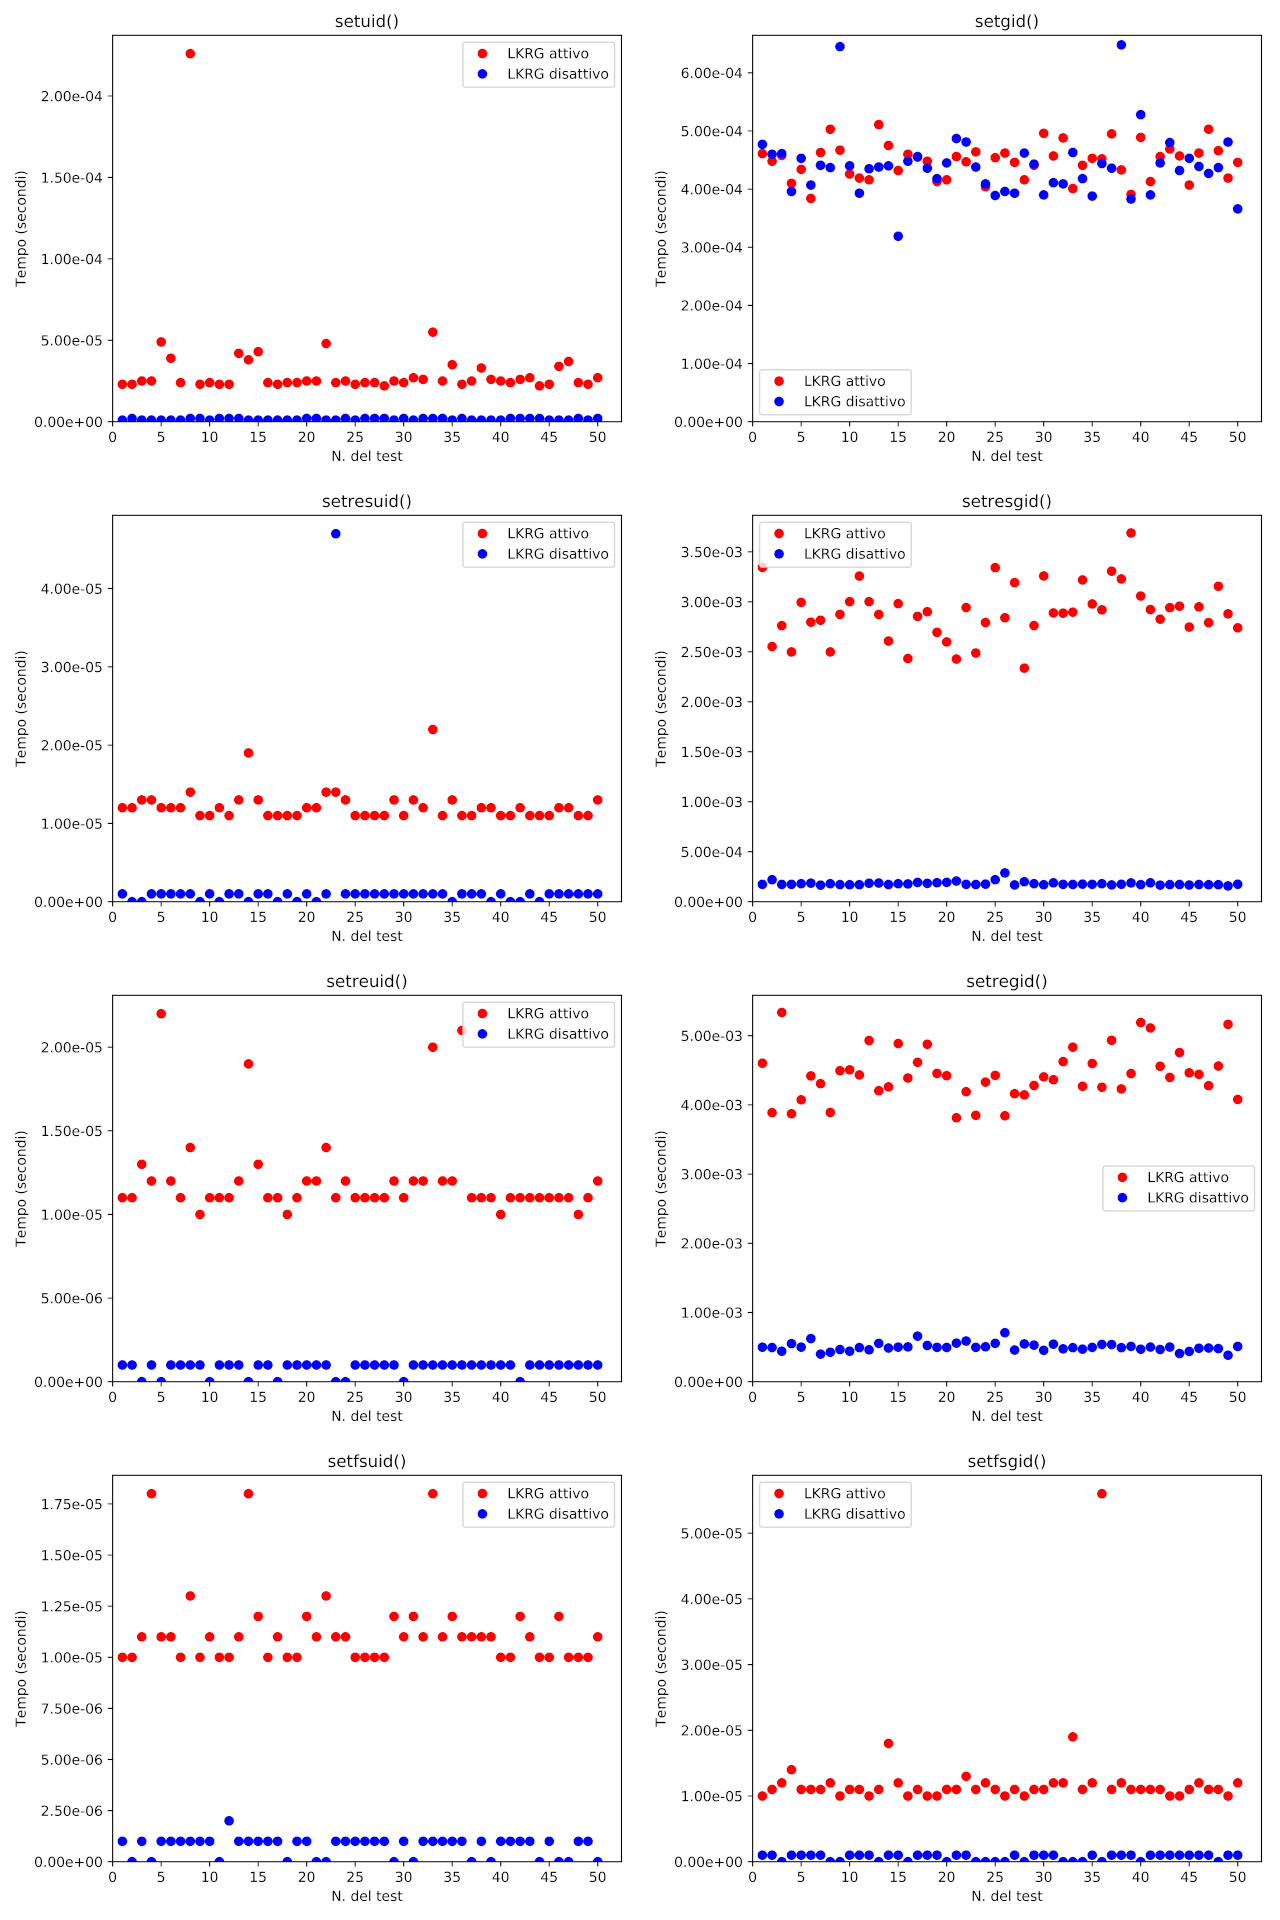 setuid()
Tempo (secondi)
2.00e-04
1.50e-04
1.00e-04
5.00e-05
0.00e+00
LKRG attivo
LKRG disattivo
0 5 10 15 20 25 30 35 40 45 50
N. del test
setgid()
Tempo (secondi)
6.00e-04
5.00e-04
4.00e-04
3.00e-04
2.00e-04
1.00e-04
0.00e+00
LKRG attivo
LKRG disattivo
0 5 10 15 20 25 30 35 40 45 50
N. del test
setresuid()
Tempo (secondi)
4.00e-05
3.00e-05
2.00e-05
1.00e-05
0.00e+00
LKRG attivo
LKRG disattivo
0 5 10 15 20 25 30 35 40 45 50
N. del test
setresgid()
Tempo (secondi)
3.50e-03
3.00e-03
2.50e-03
2.00e-03
1.50e-03
1.00e-03
5.00e-04
0.00e+00
LKRG attivo
LKRG disattivo
0 5 10 15 20 25 30 35 40 45 50
N. del test
setreuid()
Tempo (secondi)
2.00e-05
1.50e-05
1.00e-05
5.00e-06
0.00e+00
LKRG attivo
LKRG disattivo
0 5 10 15 20 25 30 35 40 45 50
N. del test
setregid()
Tempo (secondi)
5.00e-03
4.00e-03
3.00e-03
2.00e-03
1.00e-03
0.00e+00
LKRG attivo
LKRG disattivo
0 5 10 15 20 25 30 35 40 45 50
N. del test
setfsuid()
Tempo (secondi)
1.75e-05
1.50e-05
1.25e-05
1.00e-05
7.50e-06
5.00e-06
2.50e-06
0.00e+00
LKRG attivo
LKRG disattivo
0 5 10 15 20 25 30 35 40 45 50
N. del test
setfsgid()
Tempo (secondi)
5.00e-05
4.00e-05
3.00e-05
2.00e-05
1.00e-05
0.00e+00
LKRG attivo
LKRG disattivo
0 5 10 15 20 25 30 35 40 45 50
N. del test